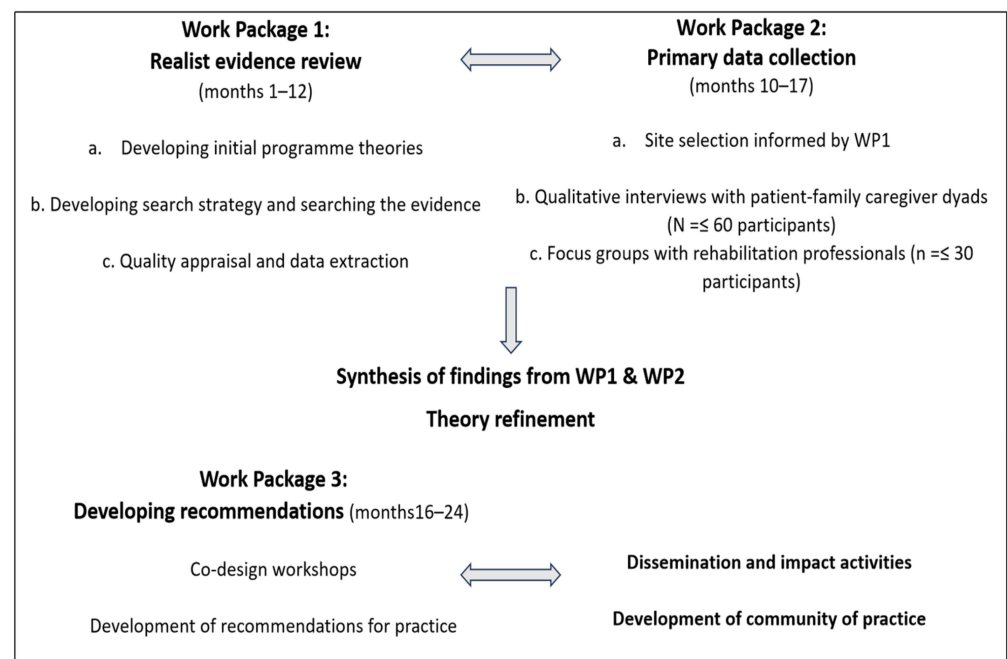 Work Package 1:
Realist evidence review
(months 1–12)
a. Developing initial programme theories
b. Developing search strategy and searching the evidence
c. Quality appraisal and data extraction
Work Package 2:
Primary data collection
(months 10–17)
a. Site selection informed by WP1
b. Qualitative interviews with patient-family caregiver dyads
(N =≤ 60 participants)
c. Focus groups with rehabilitation professionals (n =≤ 30
participants)
Synthesis of findings from WP1 & WP2
Theory refinement
Work Package 3:
Developing recommendations (months16–24)
Co-design workshops
Development of recommendations for practice
Dissemination and impact activities
Development of community of practice